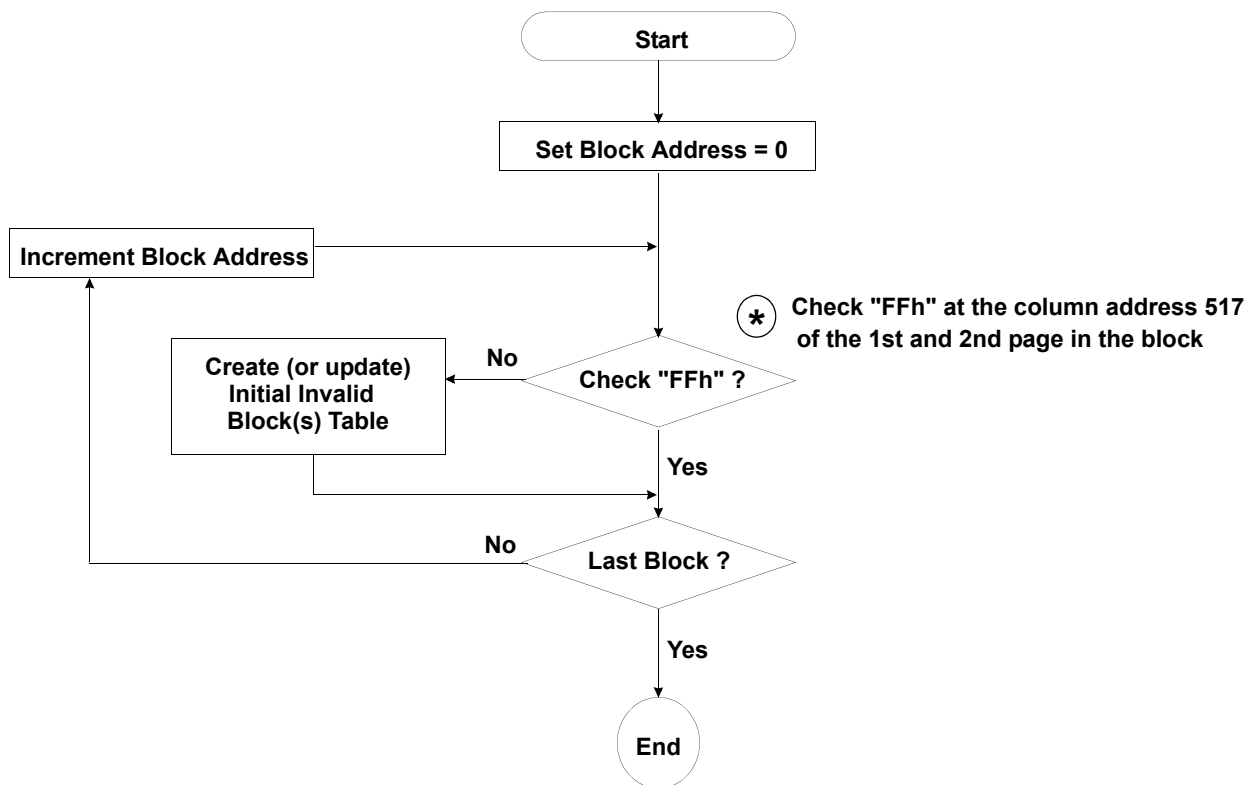 Start
Set Block Address = 0
Increment Block Address
* Check "FFh" at the column address 517
of the 1st and 2nd page in the block
No
Create (or update)
Initial Invalid
Block(s) Table
Check "FFh" ?
Yes
No
Last Block ?
Yes
End